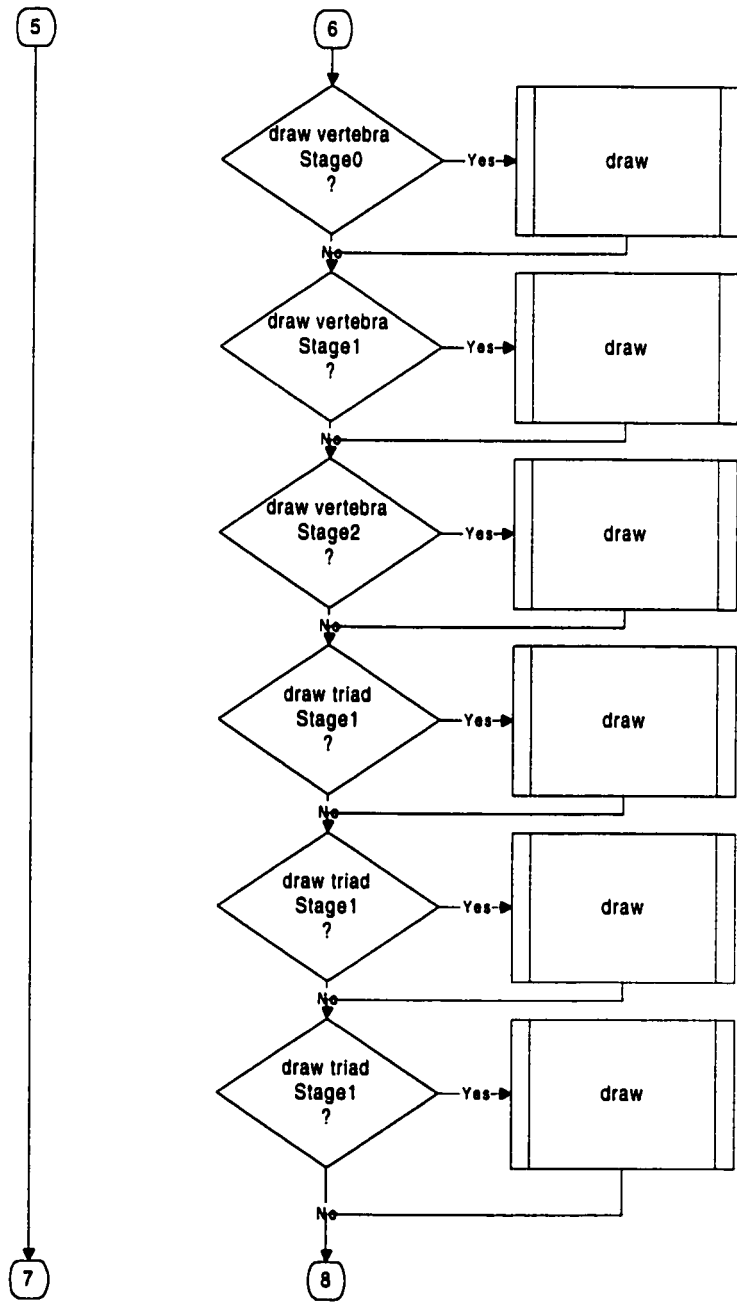 5
6
draw vertebra
Stage0
?
Yes
draw
No
draw vertebra
Stage1
?
Yes
draw
No
draw vertebra
Stage2
?
Yes
draw
No
draw triad
Stage1
?
Yes
draw
No
draw triad
Stage1
?
Yes
draw
No
draw triad
Stage1
?
Yes
draw
No
7
8